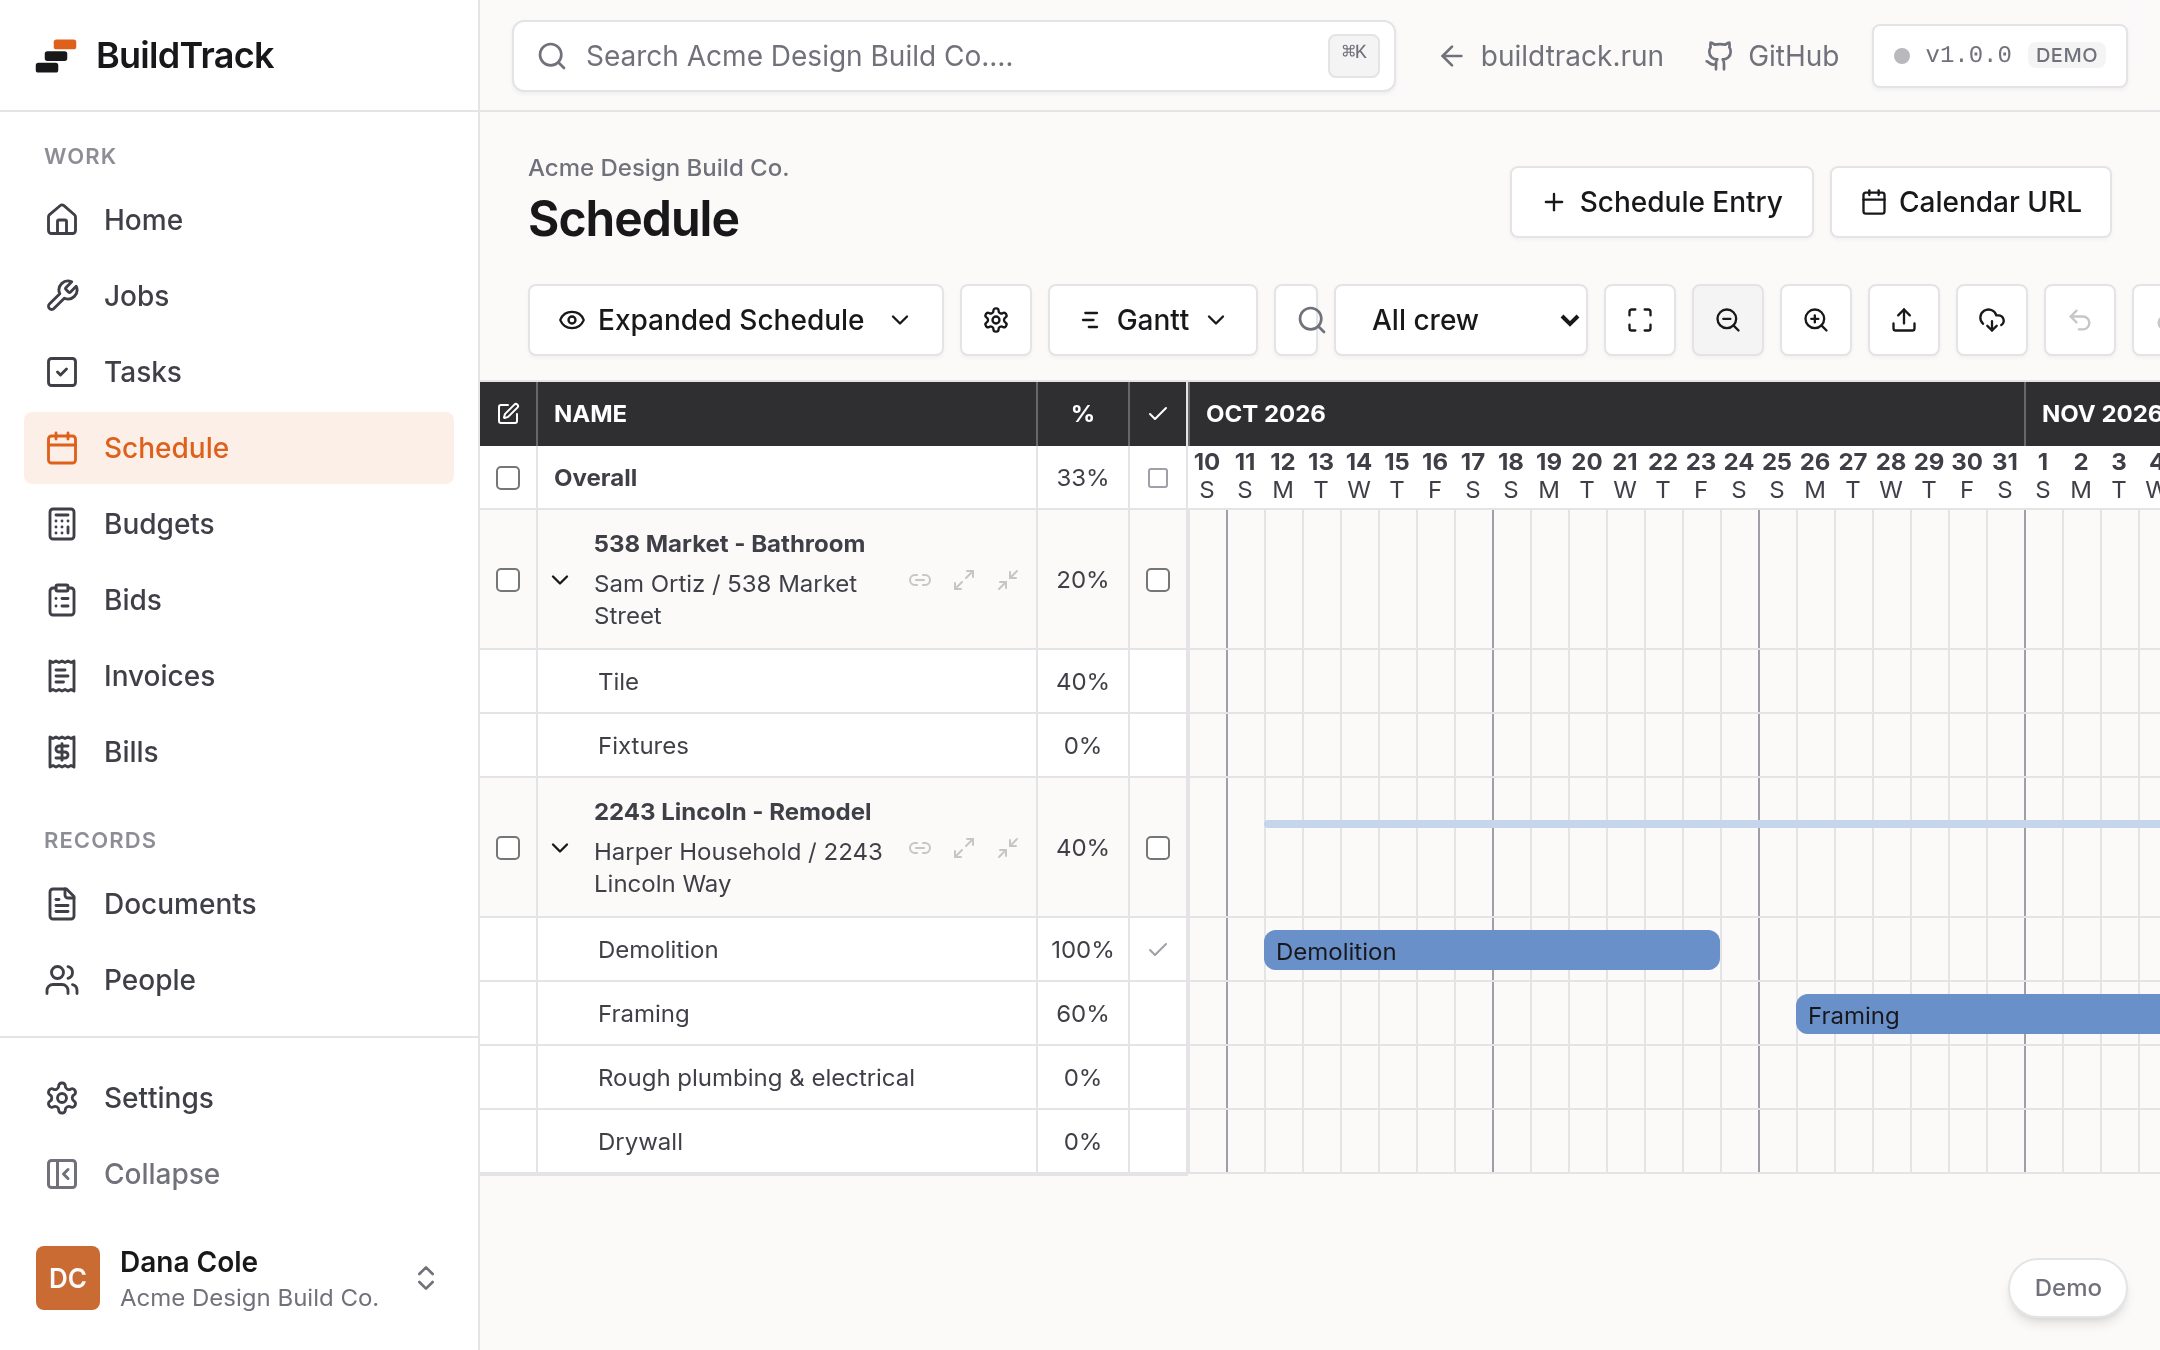 BuildTrack
Search Acme Design Build Co.... ⌘K
buildtrack.run
GitHub
v1.0.0 DEMO
WORK
Home
Jobs
Tasks
Schedule
Budgets
Bids
Invoices
Bills
RECORDS
Documents
People
Settings
Collapse
DC
Dana Cole
Acme Design Build Co.
Acme Design Build Co.
Schedule
Schedule Entry
Calendar URL
Expanded Schedule
Gantt
All crew
NAME % OCT 2026 NOV 2026
Overall 33%
10 11 12 13 14 15 16 17 18 19 20 21 22 23 24 25 26 27 28 29 30 31 1 2 3 4
S S M T W T F S S M T W T F S S M T W T F S S M T W
538 Market - Bathroom
Sam Ortiz / 538 Market
Street
20%
Tile 40%
Fixtures 0%
2243 Lincoln - Remodel
Harper Household / 2243
Lincoln Way
40%
Demolition 100% Demolition
Framing 60% Framing
Rough plumbing & electrical 0%
Drywall 0%
Demo